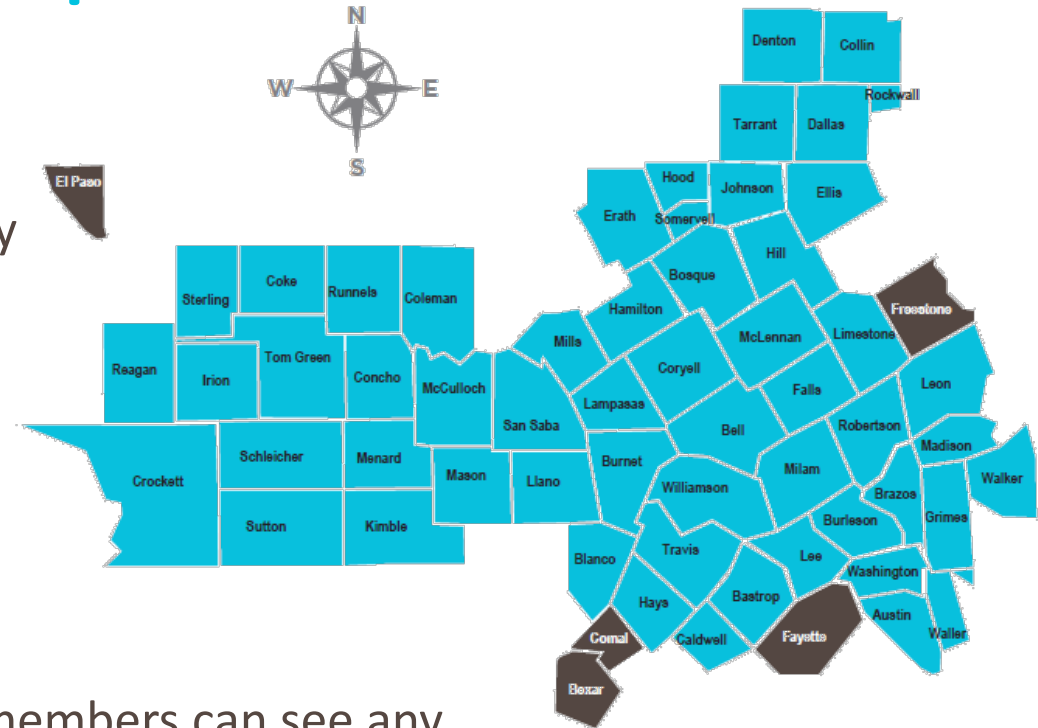 N
W E
S
Denton
Collin
Rockwall
Tarrant
Dallas
El Paso
Hood
Johnson
Ellis
Erath
Somervell
y
Hill
Bosque
Sterling
Coke
Runnels
Coleman
Hamilton
Freestone
Mills
McLennan
Limestone
Reagan
Irion
Tom Green
Concho
McCulloch
Coryell
Falls
Leon
Lampasas
San Saba
Bell
Robertson
Madison
Crockett
Schleicher
Menard
Mason
Llano
Burnet
Williamson
Milam
Brazos
Walker
Sutton
Kimble
Burleson
Grimes
Blanco
Travis
Lee
Washington
Hays
Bastrop
Austin
Waller
Comal
Caldwell
Fayette
Bexar
members can see any